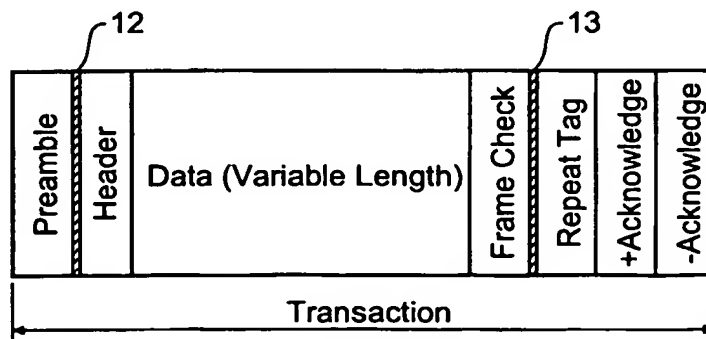 12
13
Preamble
Header
Data (Variable Length)
Frame Check
Repeat Tag
+Acknowledge
-Acknowledge
Transaction